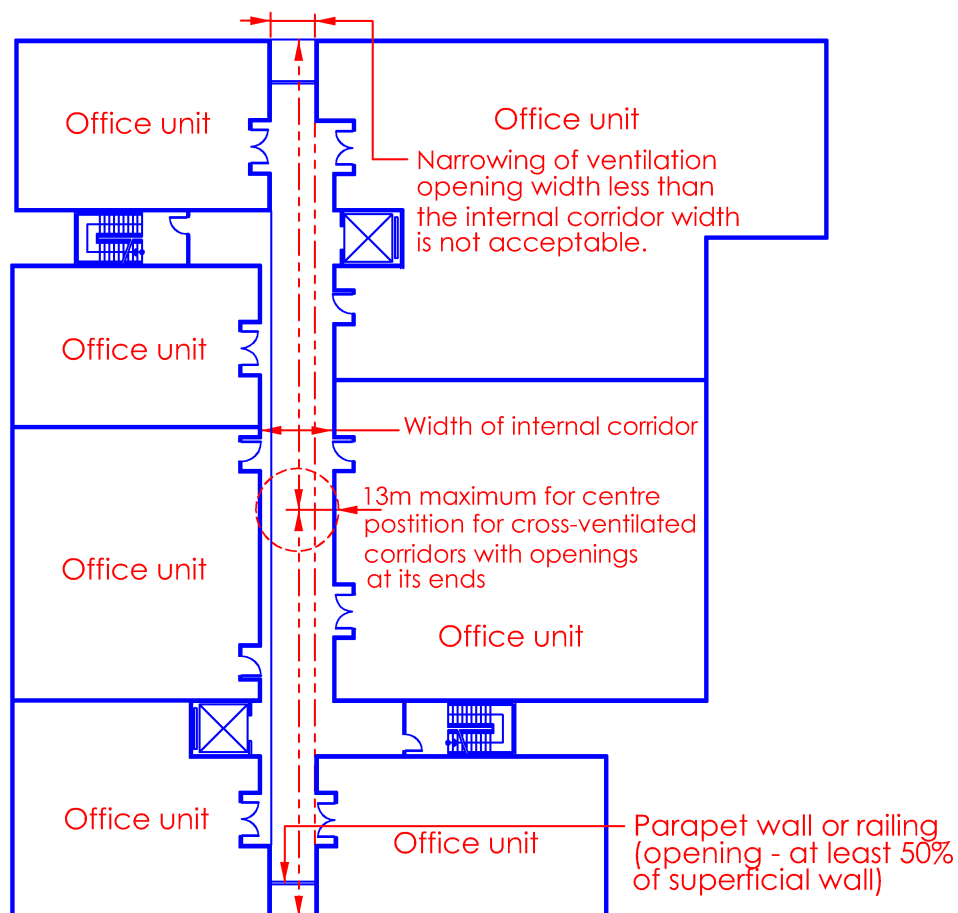 Office unit
Office unit
Narrowing of ventilation
opening width less than
the internal corridor width
is not acceptable.
Office unit
Width of internal corridor
13m maximum for centre
postition for cross-ventilated
corridors with openings
at its ends
Office unit
Office unit
Office unit
Office unit
Parapet wall or railing
(opening - at least 50%
of superficial wall)